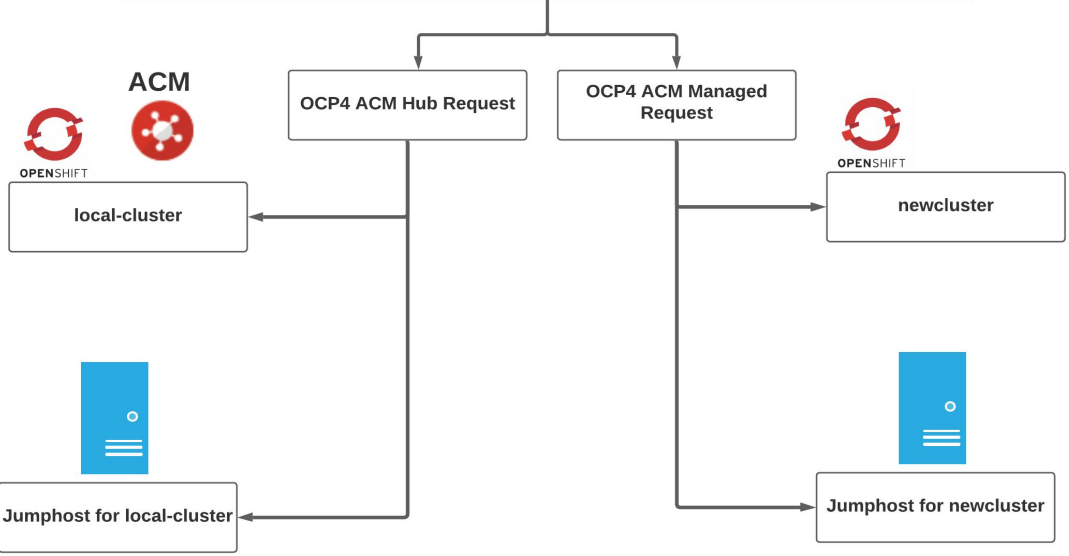 ACM
OCP4 ACM Hub Request
OCP4 ACM Managed
Request
OPENSHIFT
OPENSHIFT
local-cluster
newcluster
Jumphost for local-cluster
Jumphost for newcluster